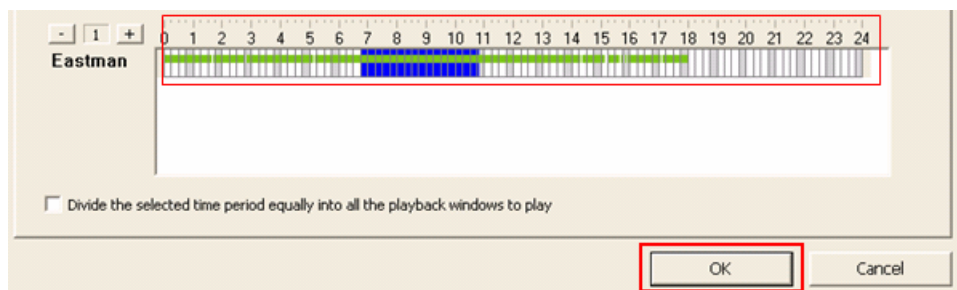 - 1 + 0 1 2 3 4 5 6 7 8 9 10 11 12 13 14 15 16 17 18 19 20 21 22 23 24
Eastman
Divide the selected time period equally into all the playback windows to play
OK Cancel